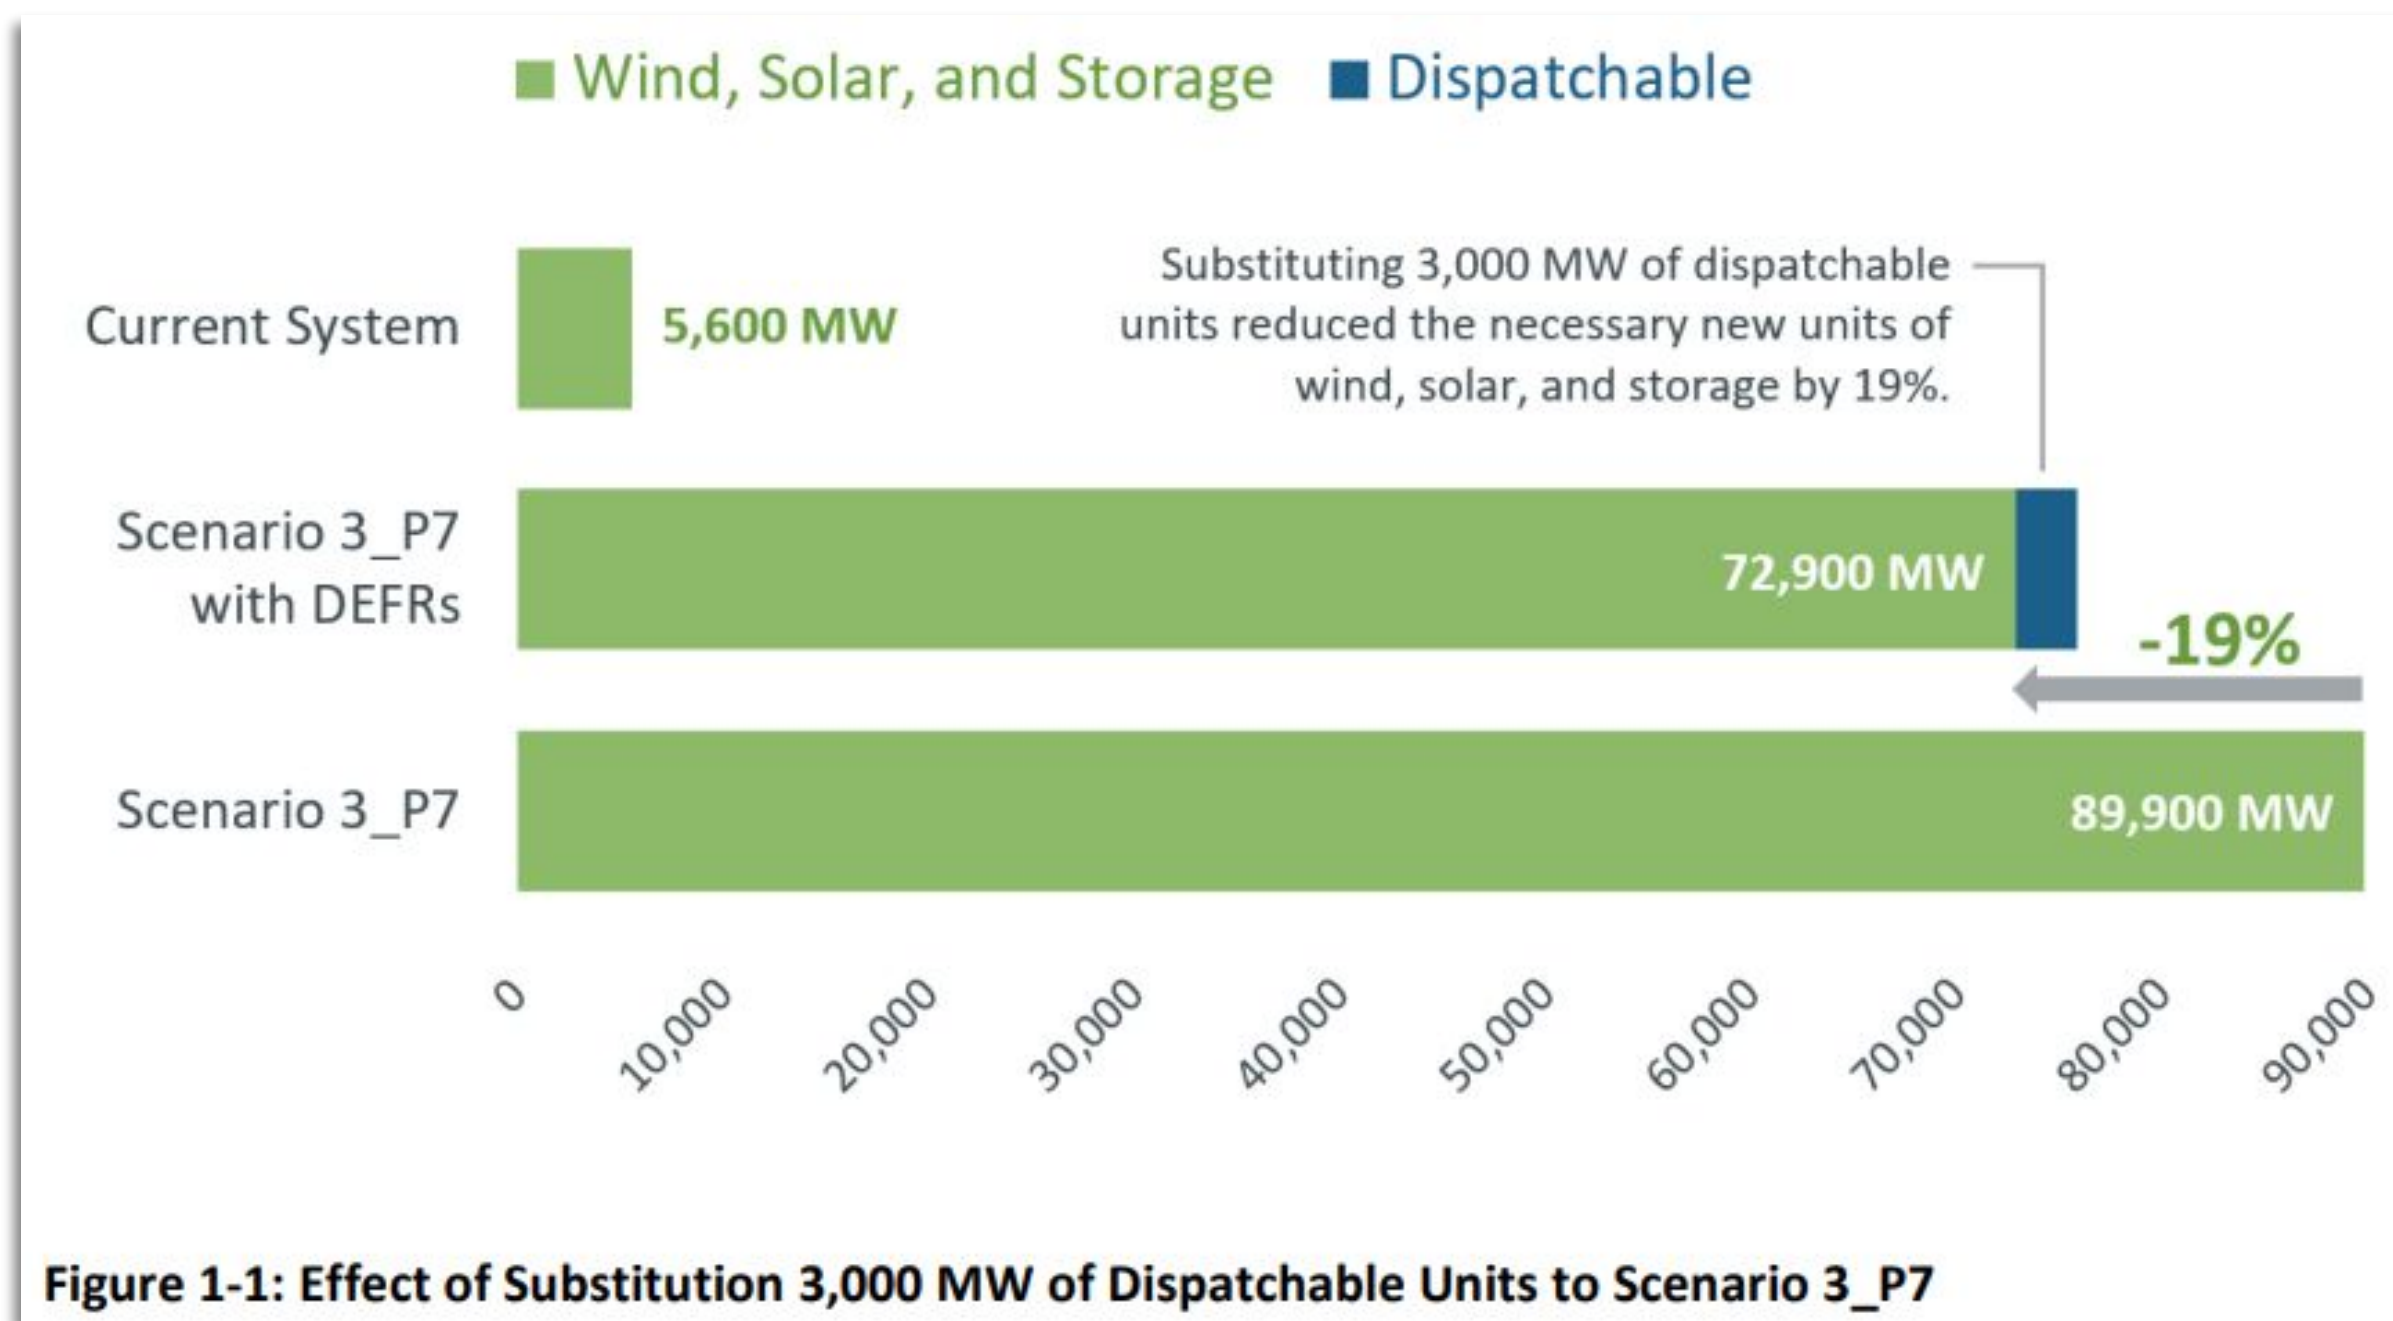 Wind, Solar, and Storage Dispatchable
Current System
5,600 MW
Substituting 3,000 MW of dispatchable
units reduced the necessary new units of
wind, solar, and storage by 19%.
Scenario 3_P7
with DEFRs
72,900 MW
-19%
Scenario 3_P7
89,900 MW
0
10,000
20,000
30,000
40,000
50,000
60,000
70,000
80,000
90,000
Figure 1-1: Effect of Substitution 3,000 MW of Dispatchable Units to Scenario 3_P7